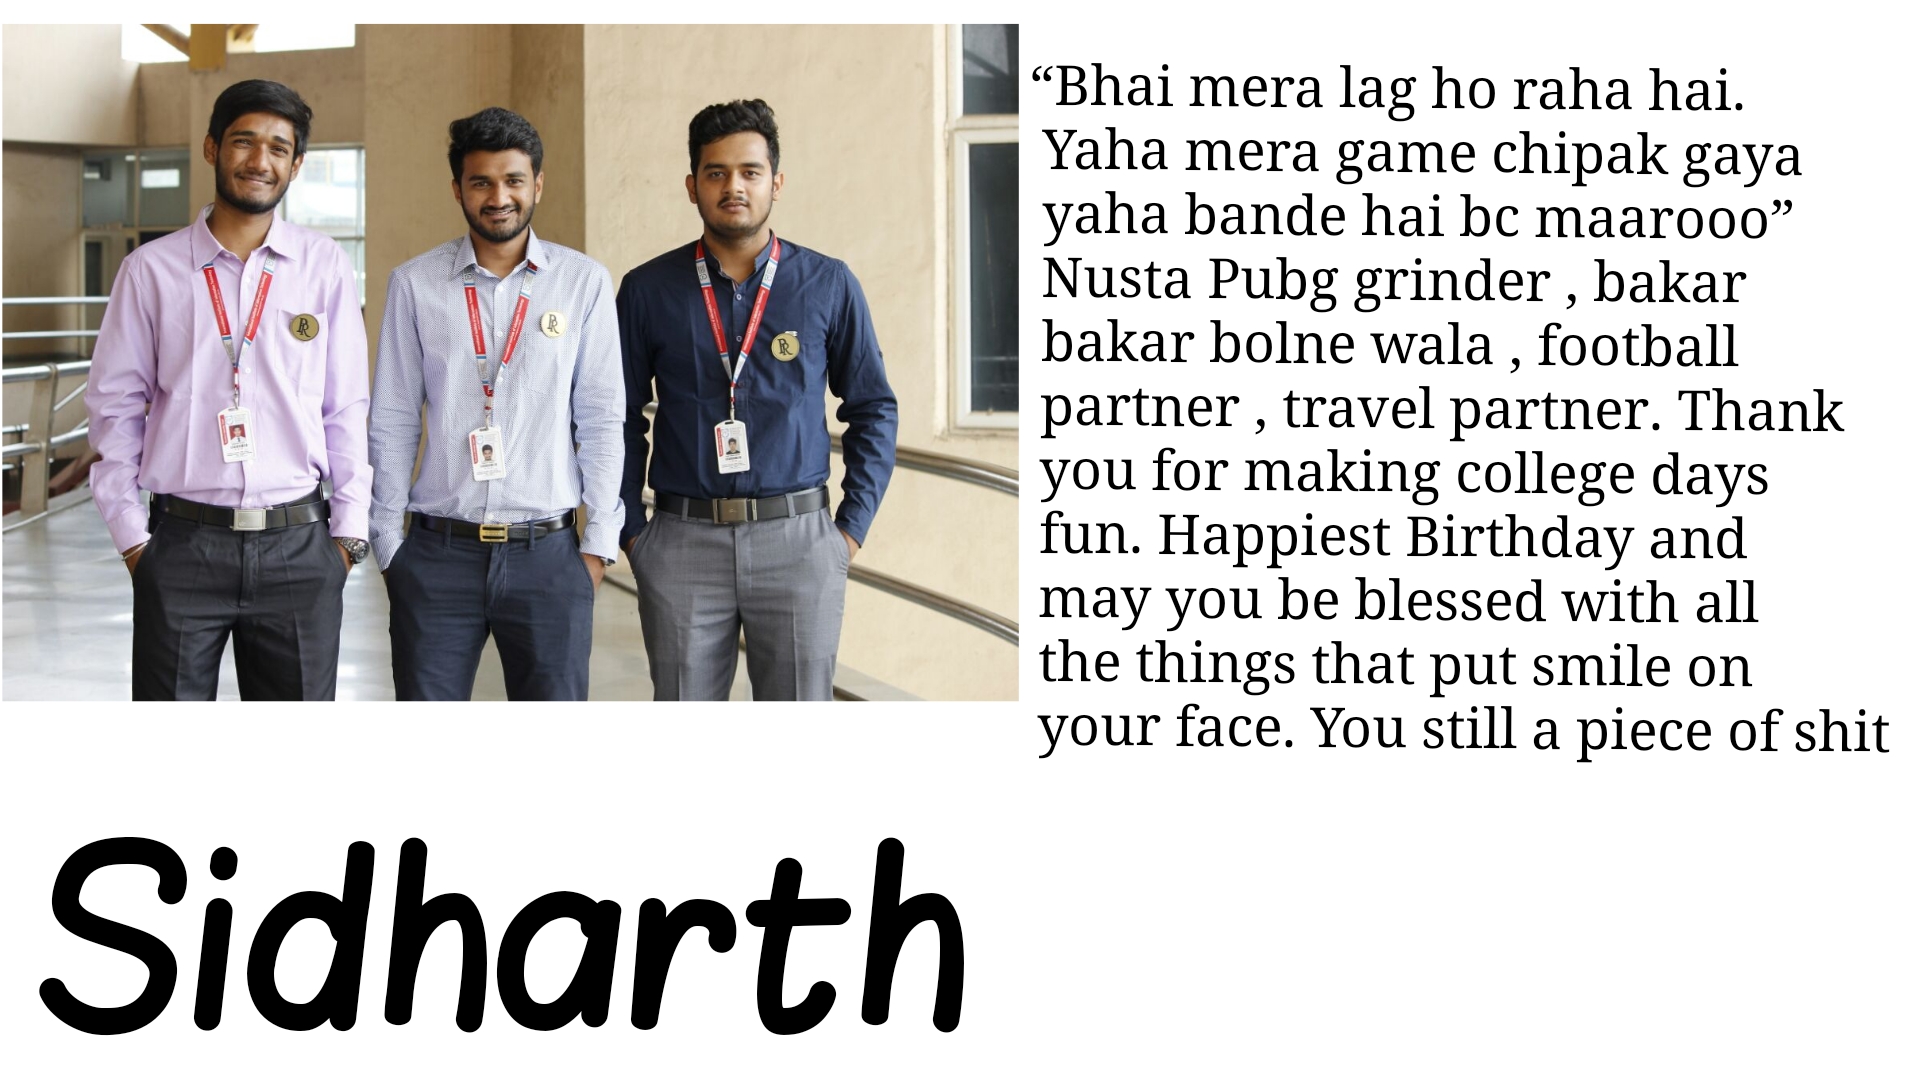 “Bhai mera lag ho raha hai.
Yaha mera game chipak gaya
yaha bande hai bc maarooo”
Nusta Pubg grinder , bakar
bakar bolne wala , football
partner , travel partner. Thank
you for making college days
fun. Happiest Birthday and
may you be blessed with all
the things that put smile on
your face. You still a piece of shit
Sidharth